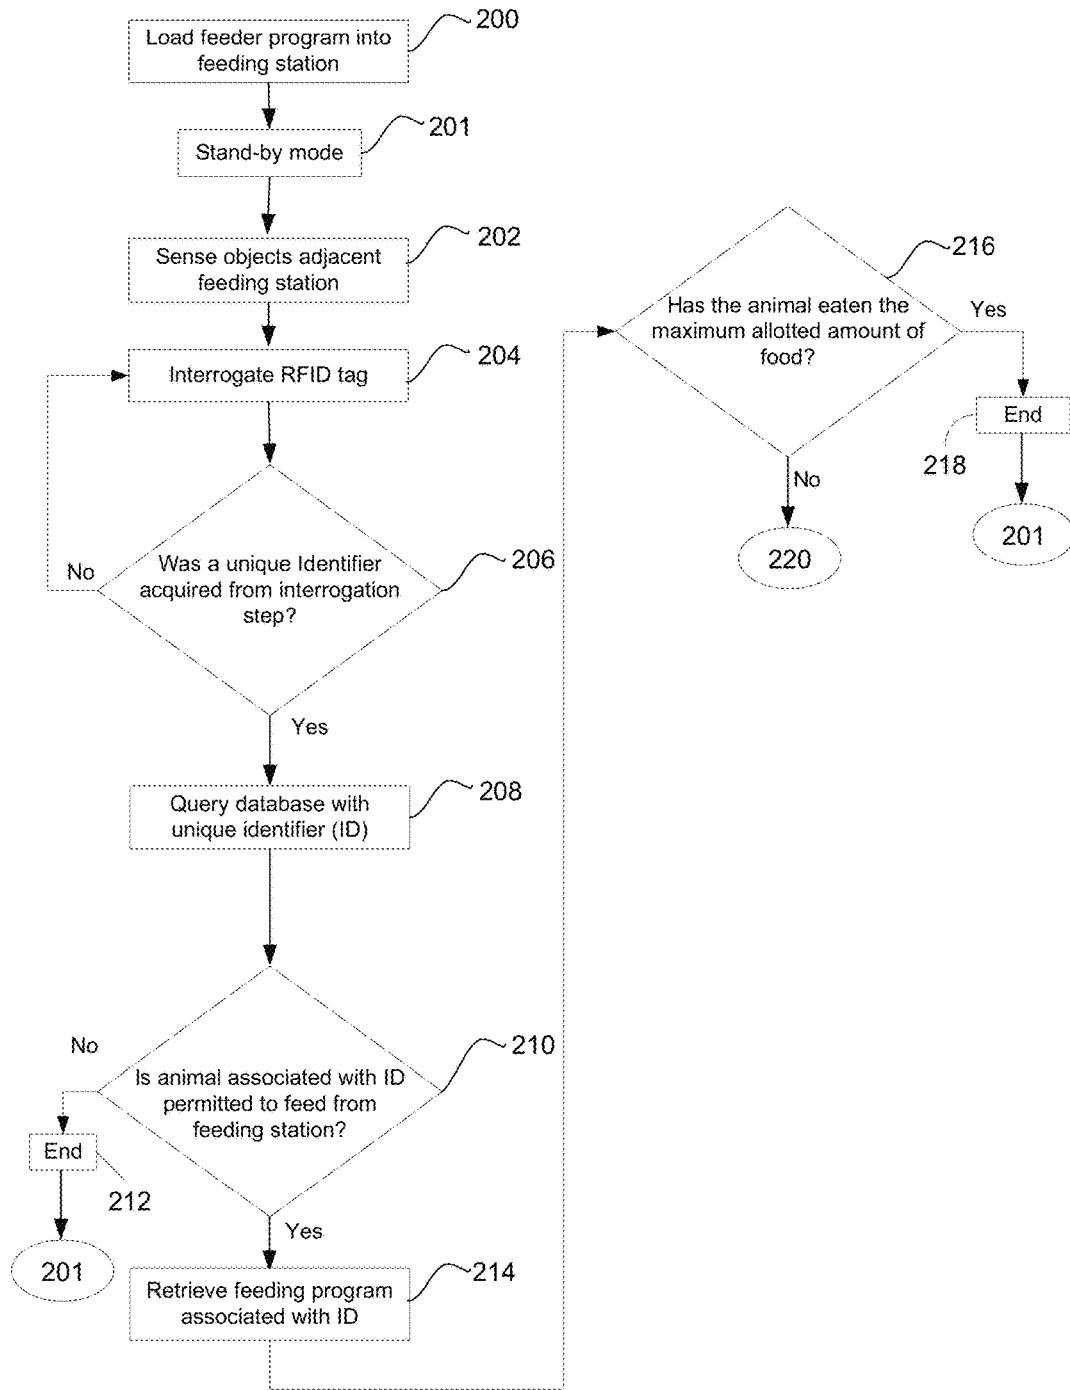 200
Load feeder program into
feeding station
201
Stand-by mode
202
Sense objects adjacent
feeding station
204
Interrogate RFID tag
206
Was a unique Identifier
acquired from interrogation
step?
No
Yes
208
Query database with
unique identifier (ID)
210
Is animal associated with ID
permitted to feed from
feeding station?
No
End
212
201
Yes
214
Retrieve feeding program
associated with ID
216
Has the animal eaten the
maximum allotted amount of
food?
Yes
End
218
201
No
220